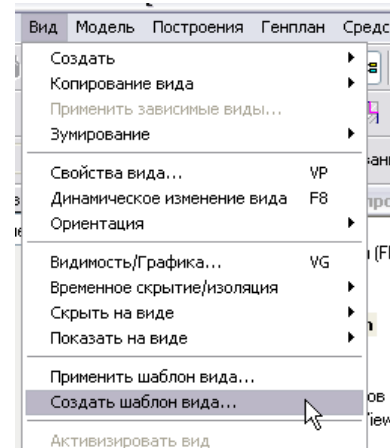 Вид Модель Построения Генплан Средс
Создать
Копирование вида
Применить зависимые виды...
Зумирование
Свойства вида... VP
Динамическое изменение вида F8
Ориентация
Видимость/Графика... VG
Временное скрытие/изоляция
Скрыть на виде
Показать на виде
Применить шаблон вида...
Создать шаблон вида...
Активизировать вид